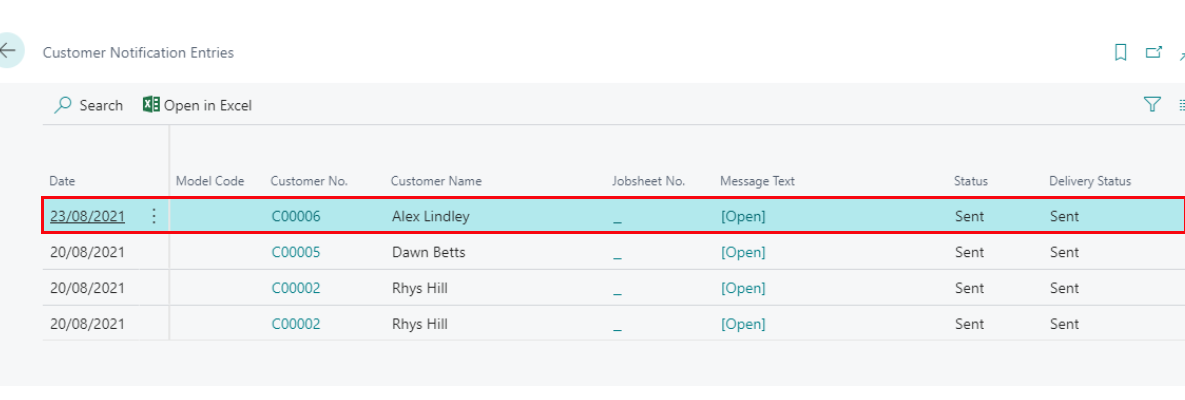 Customer Notification Entries
Search Open in Excel
Date Model Code Customer No. Customer Name Jobsheet No. Message Text Status Delivery Status
23/08/2021 C00006 Alex Lindley _ [Open] Sent Sent
20/08/2021 C00005 Dawn Betts _ [Open] Sent Sent
20/08/2021 C00002 Rhys Hill _ [Open] Sent Sent
20/08/2021 C00002 Rhys Hill _ [Open] Sent Sent